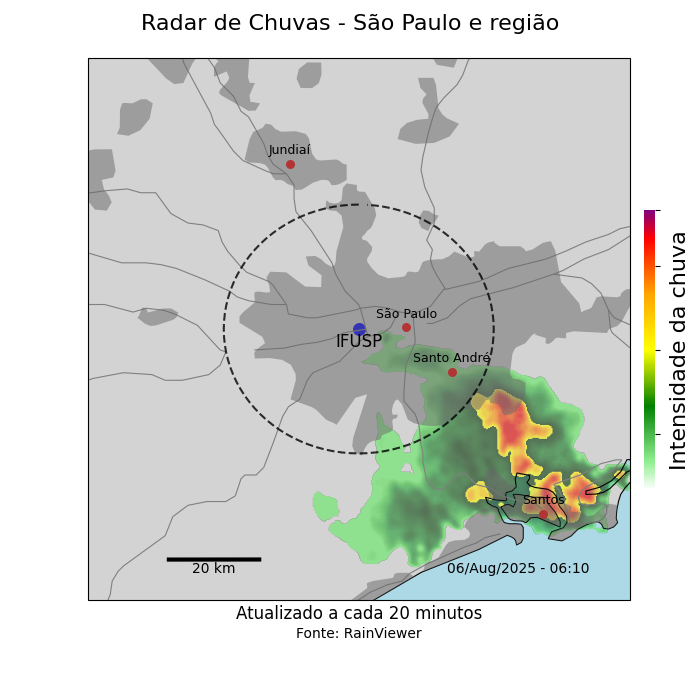 Radar de Chuvas - São Paulo e região
Jundiaí
São Paulo
IFUSP
Santo André
Santos
20 km
06/Aug/2025 - 06:10
Intensidade da chuva
Atualizado a cada 20 minutos
Fonte: RainViewer